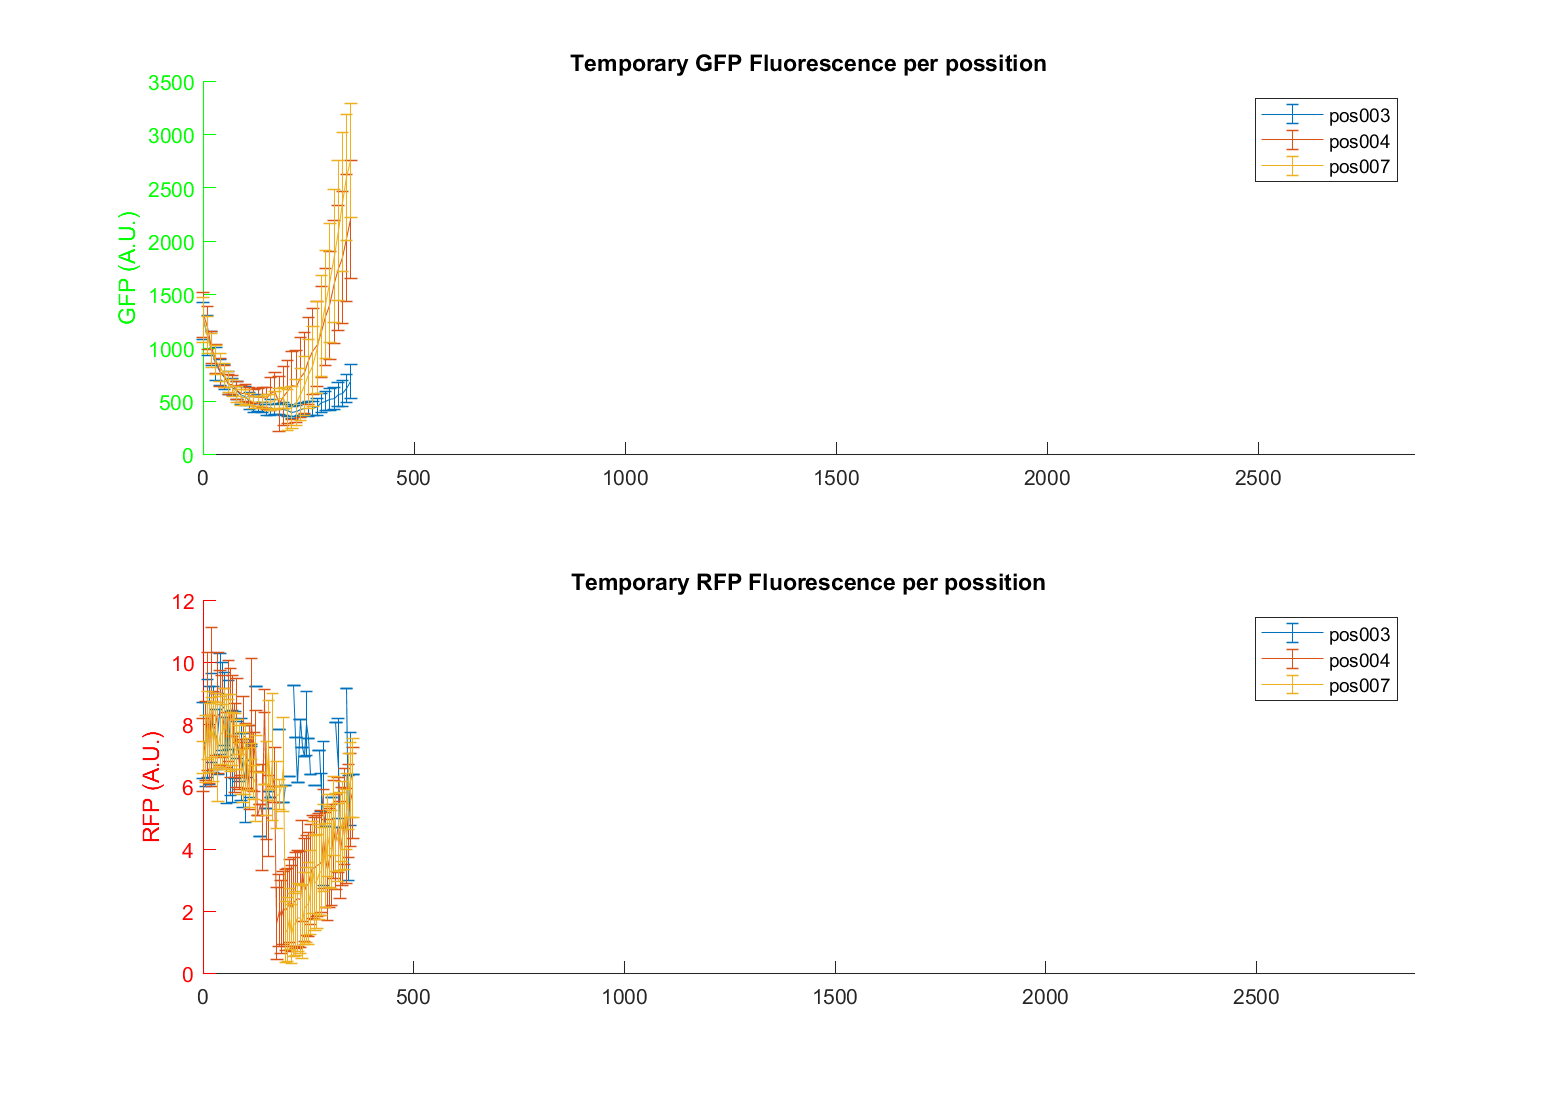 Temporary GFP Fluorescence per possition
3500
3000
2500
2000
1500
1000
500
0
GFP (A.U.)
pos003
pos004
pos007
0 500 1000 1500 2000 2500
Temporary RFP Fluorescence per possition
12
10
8
6
4
2
0
RFP (A.U.)
pos003
pos004
pos007
0 500 1000 1500 2000 2500